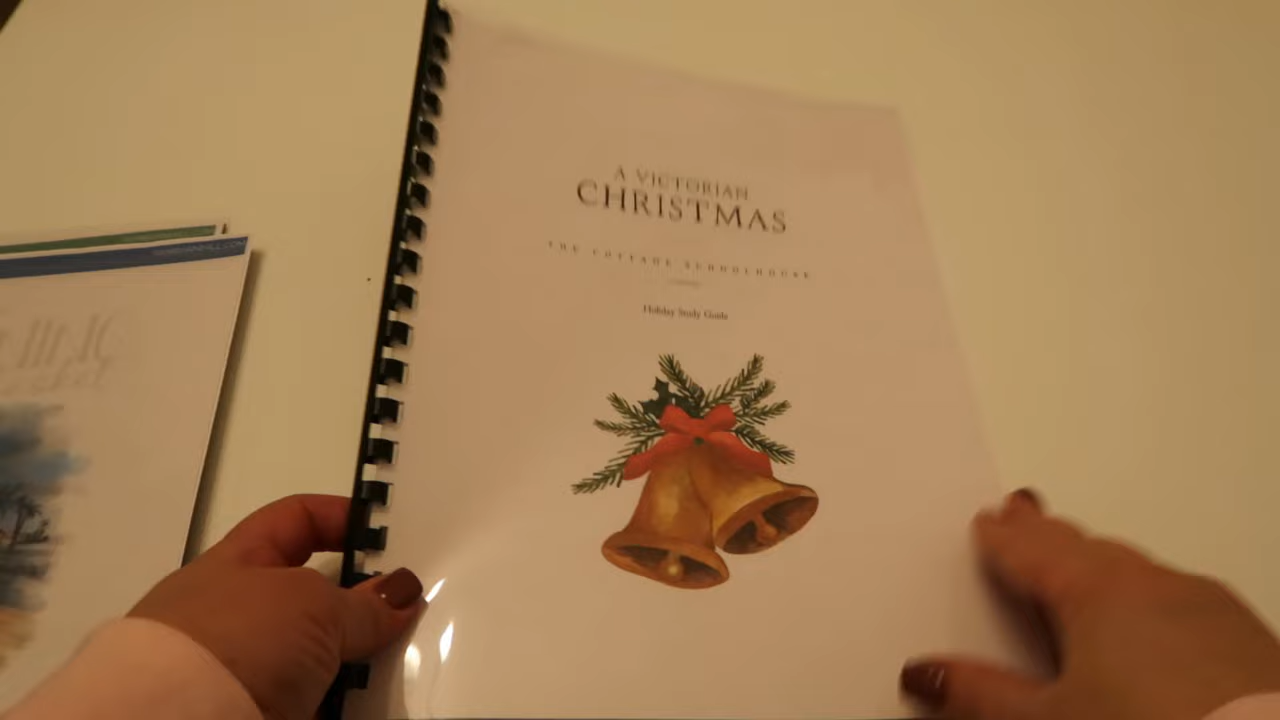 A VICTORIAN
CHRISTMAS
THE COTTAGE SCHOOLHOUSE
Holiday Study Guide